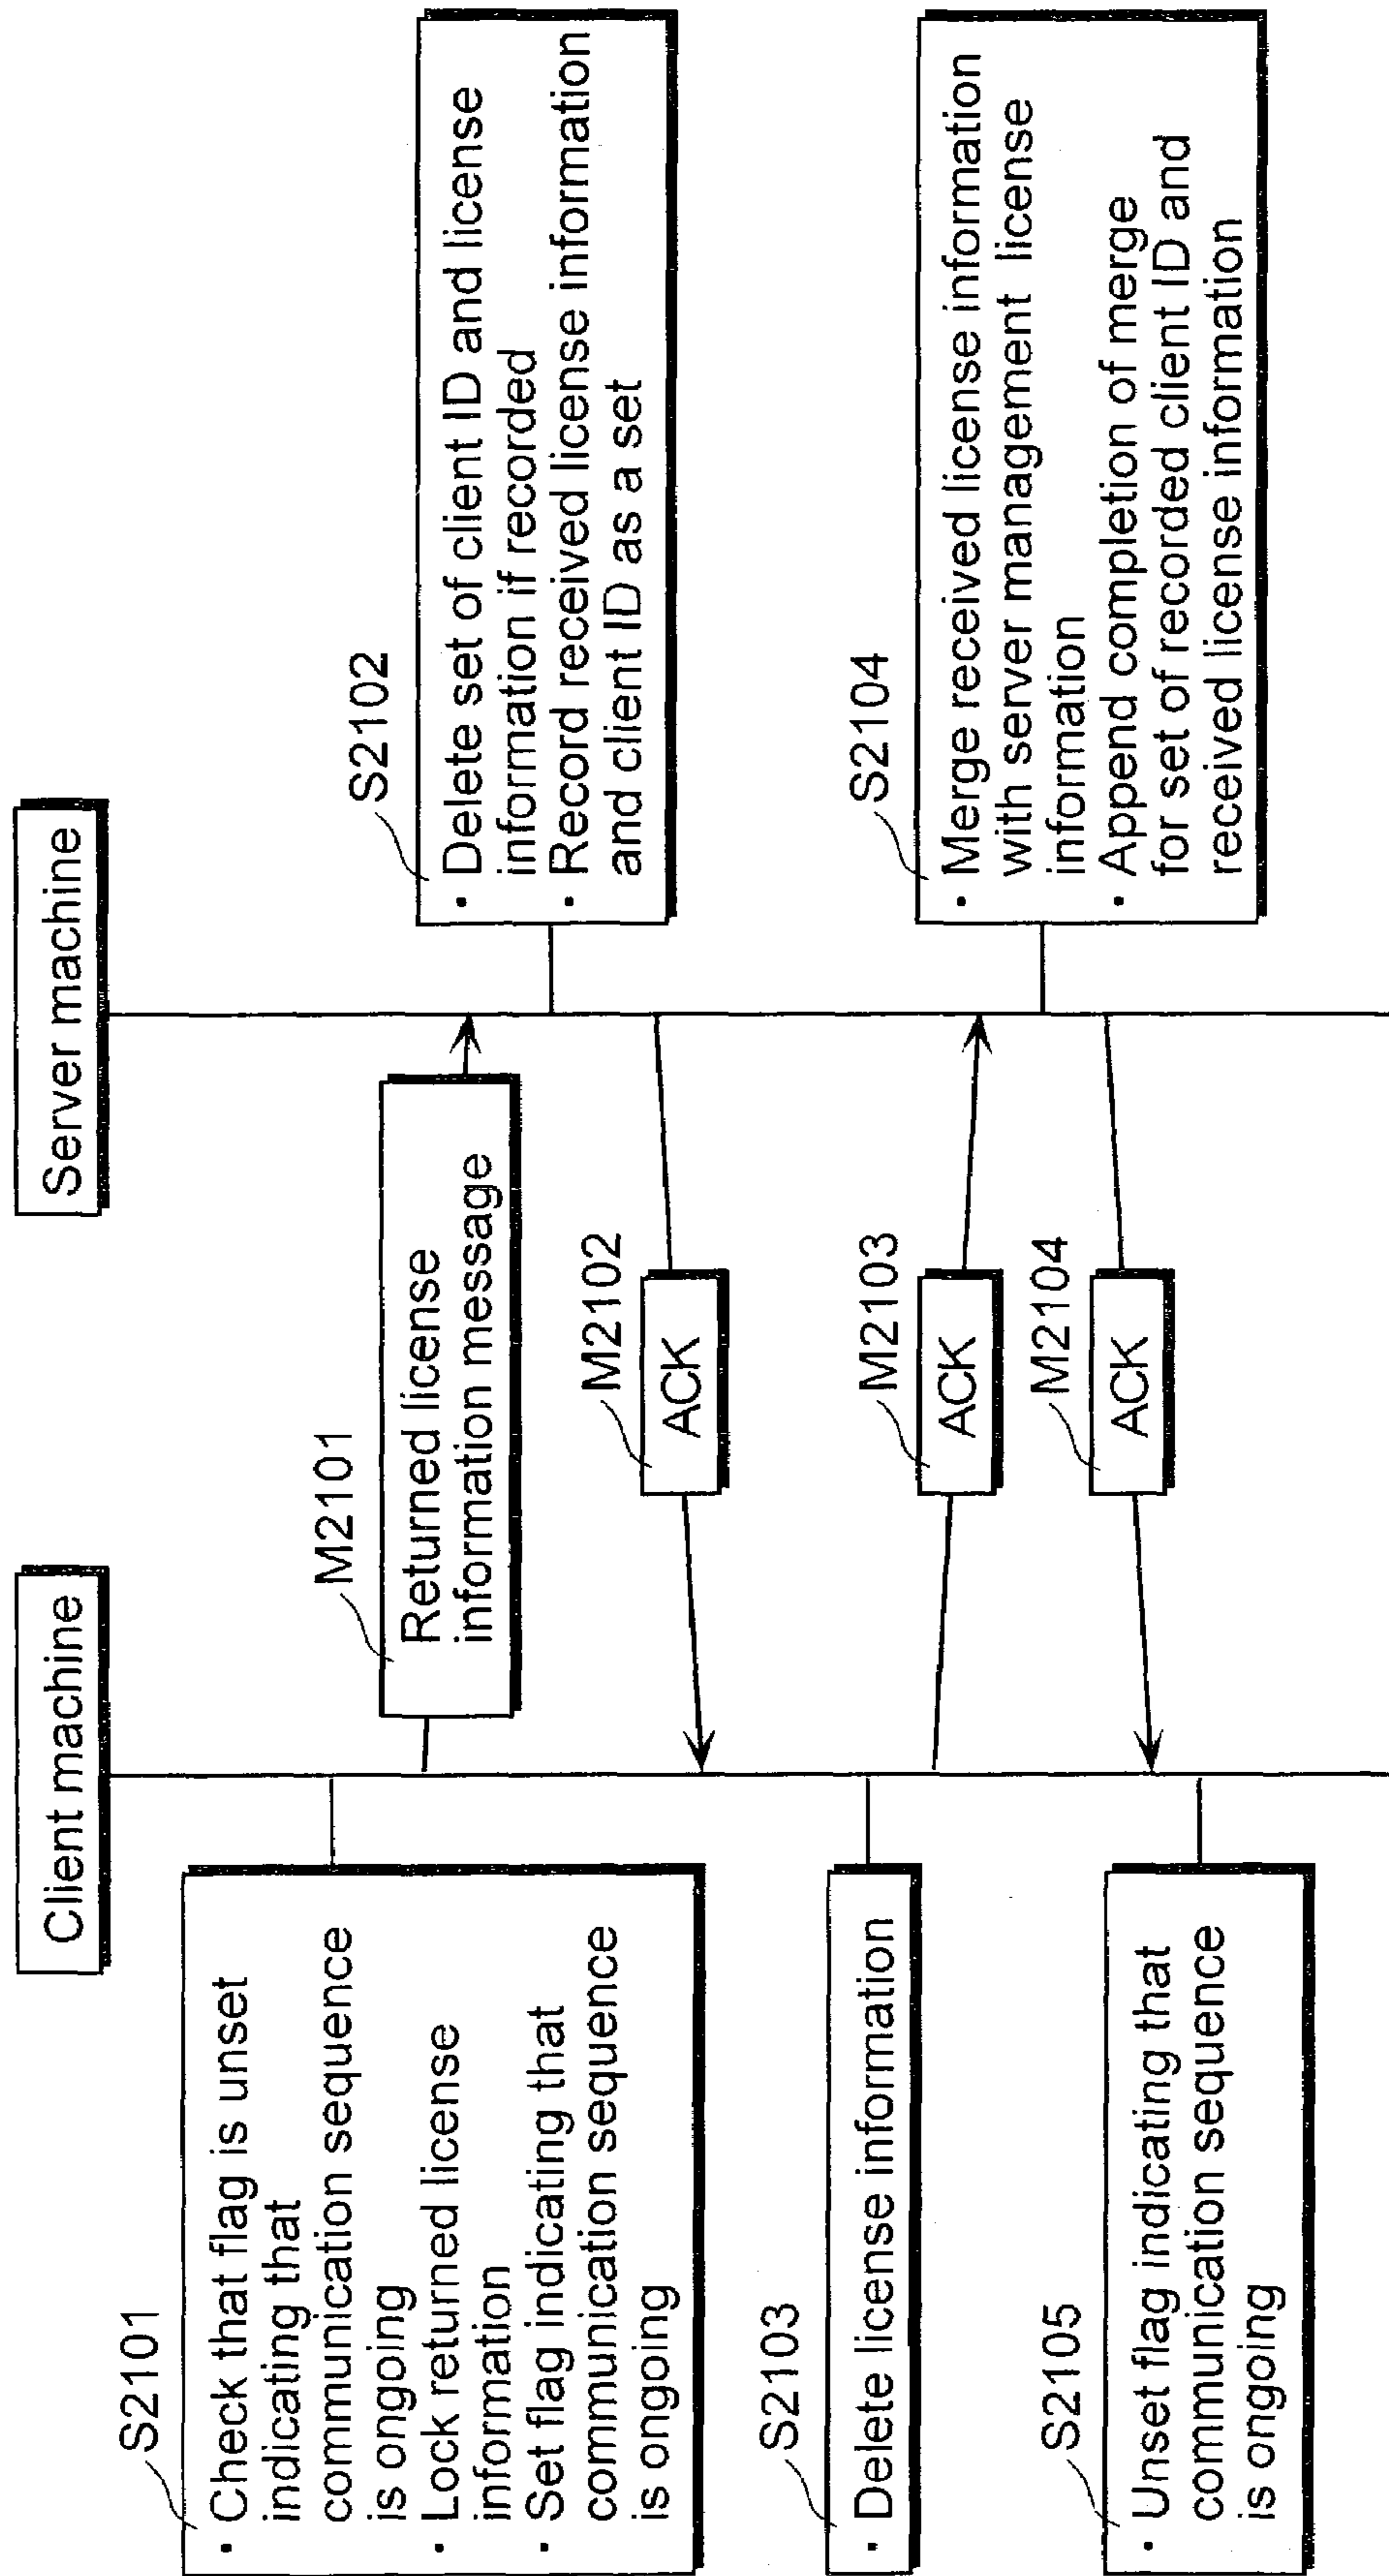 Client machine
Server machine
S2101
· Check that flag is unset
indicating that
communication sequence
is ongoing
· Lock returned license
information
· Set flag indicating that
communication sequence
is ongoing
M2101
Returned license
information message
S2102
· Delete set of client ID and license
information if recorded
· Record received license information
and client ID as a set
M2102
ACK
S2103
· Delete license information
M2103
ACK
S2104
· Merge received license information
with server management license
information
· Append completion of merge
for set of recorded client ID and
received license information
M2104
ACK
S2105
· Unset flag indicating that
communication sequence
is ongoing